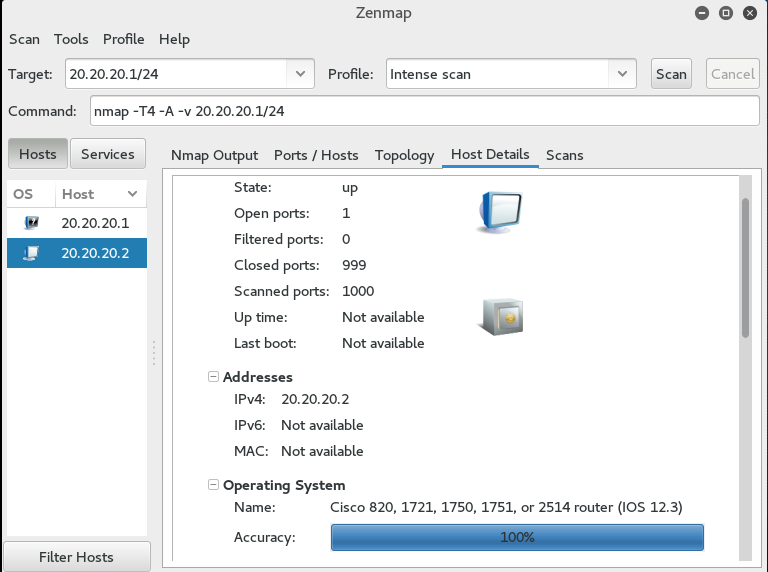 Zenmap
Scan Tools Profile Help
Target: 20.20.20.1/24 Profile: Intense scan Scan Cancel
Command: nmap -T4 -A -v 20.20.20.1/24
Hosts Services
Nmap Output Ports / Hosts Topology Host Details Scans
OS Host
20.20.20.1
20.20.20.2
State: up
Open ports: 1
Filtered ports: 0
Closed ports: 999
Scanned ports: 1000
Up time: Not available
Last boot: Not available
Addresses
IPv4: 20.20.20.2
IPv6: Not available
MAC: Not available
Operating System
Name: Cisco 820, 1721, 1750, 1751, or 2514 router (IOS 12.3)
Accuracy: 100%
Filter Hosts